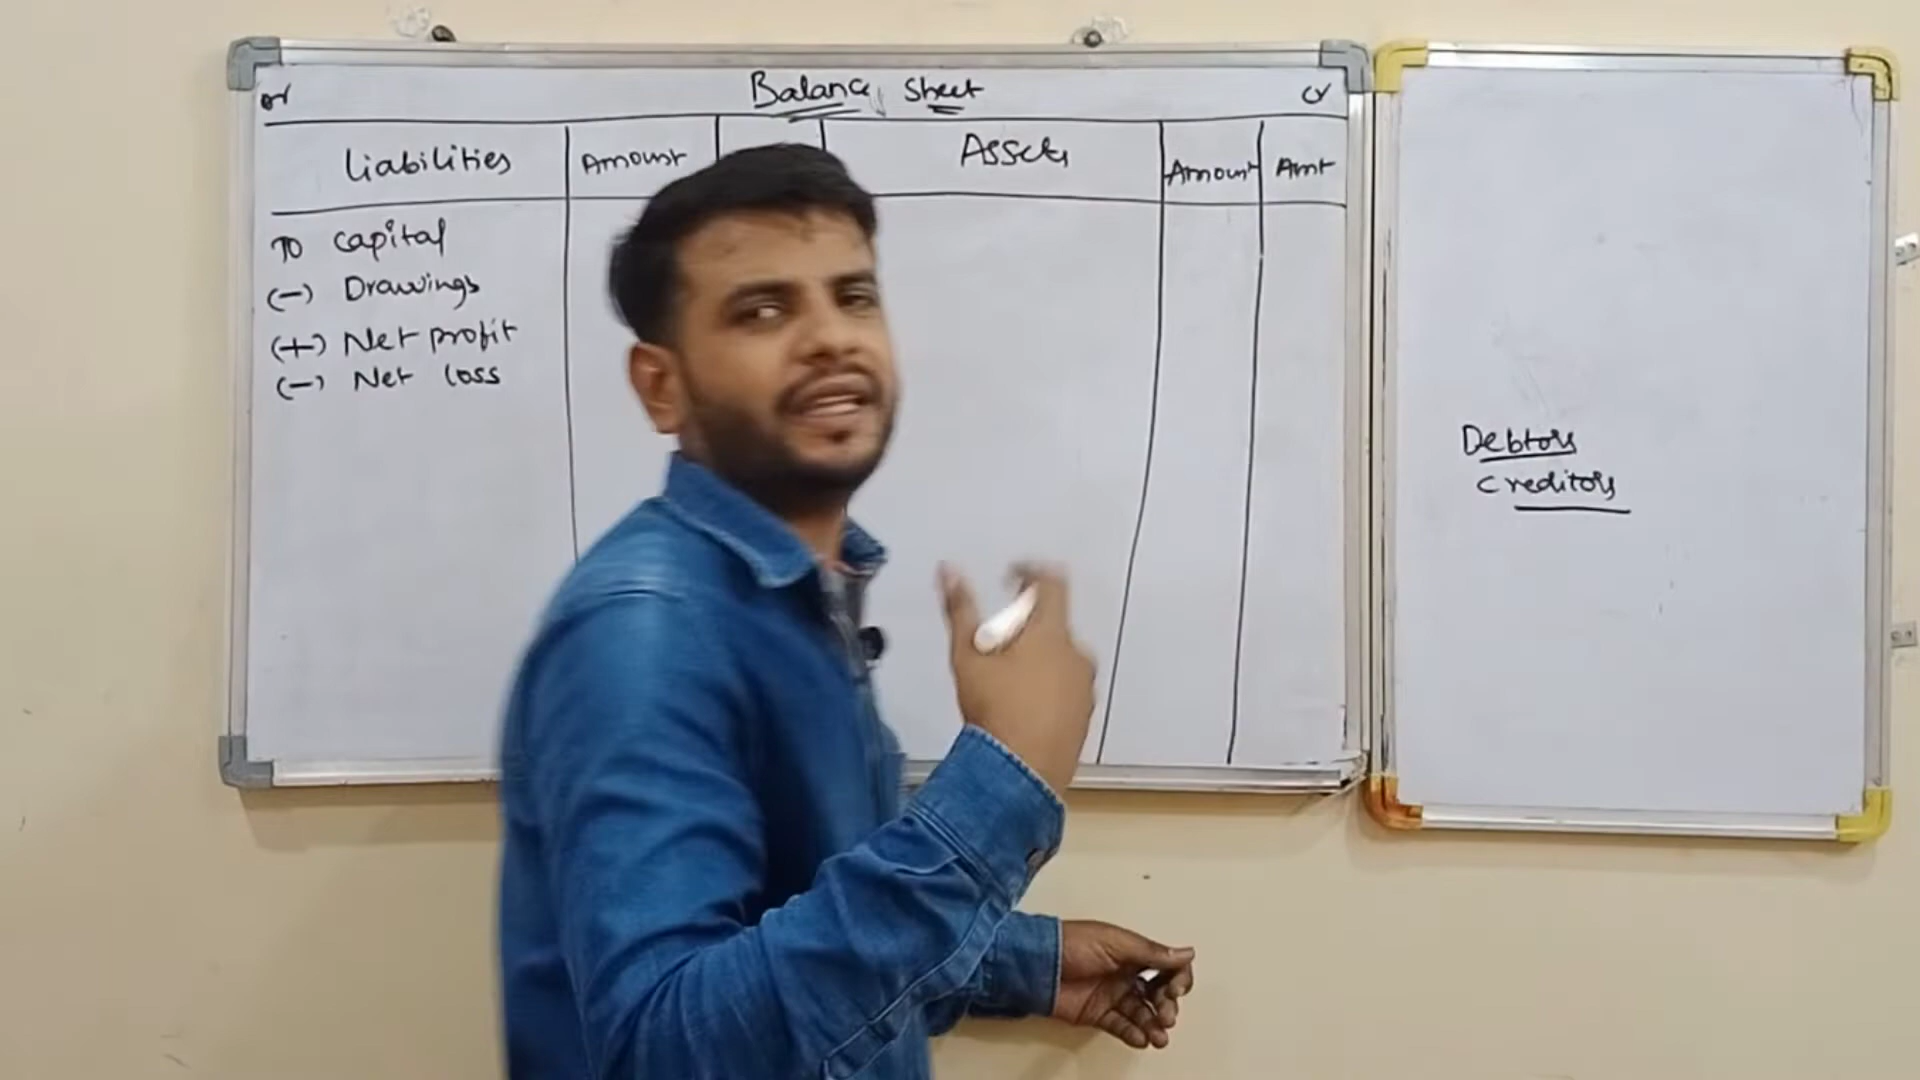 Balance Sheet
Dr
Cr
Liabilities
Amount
Assets
Amount
Amt
To Capital
(-) Drawings
(+) Net profit
(-) Net loss
Debtors
Creditors